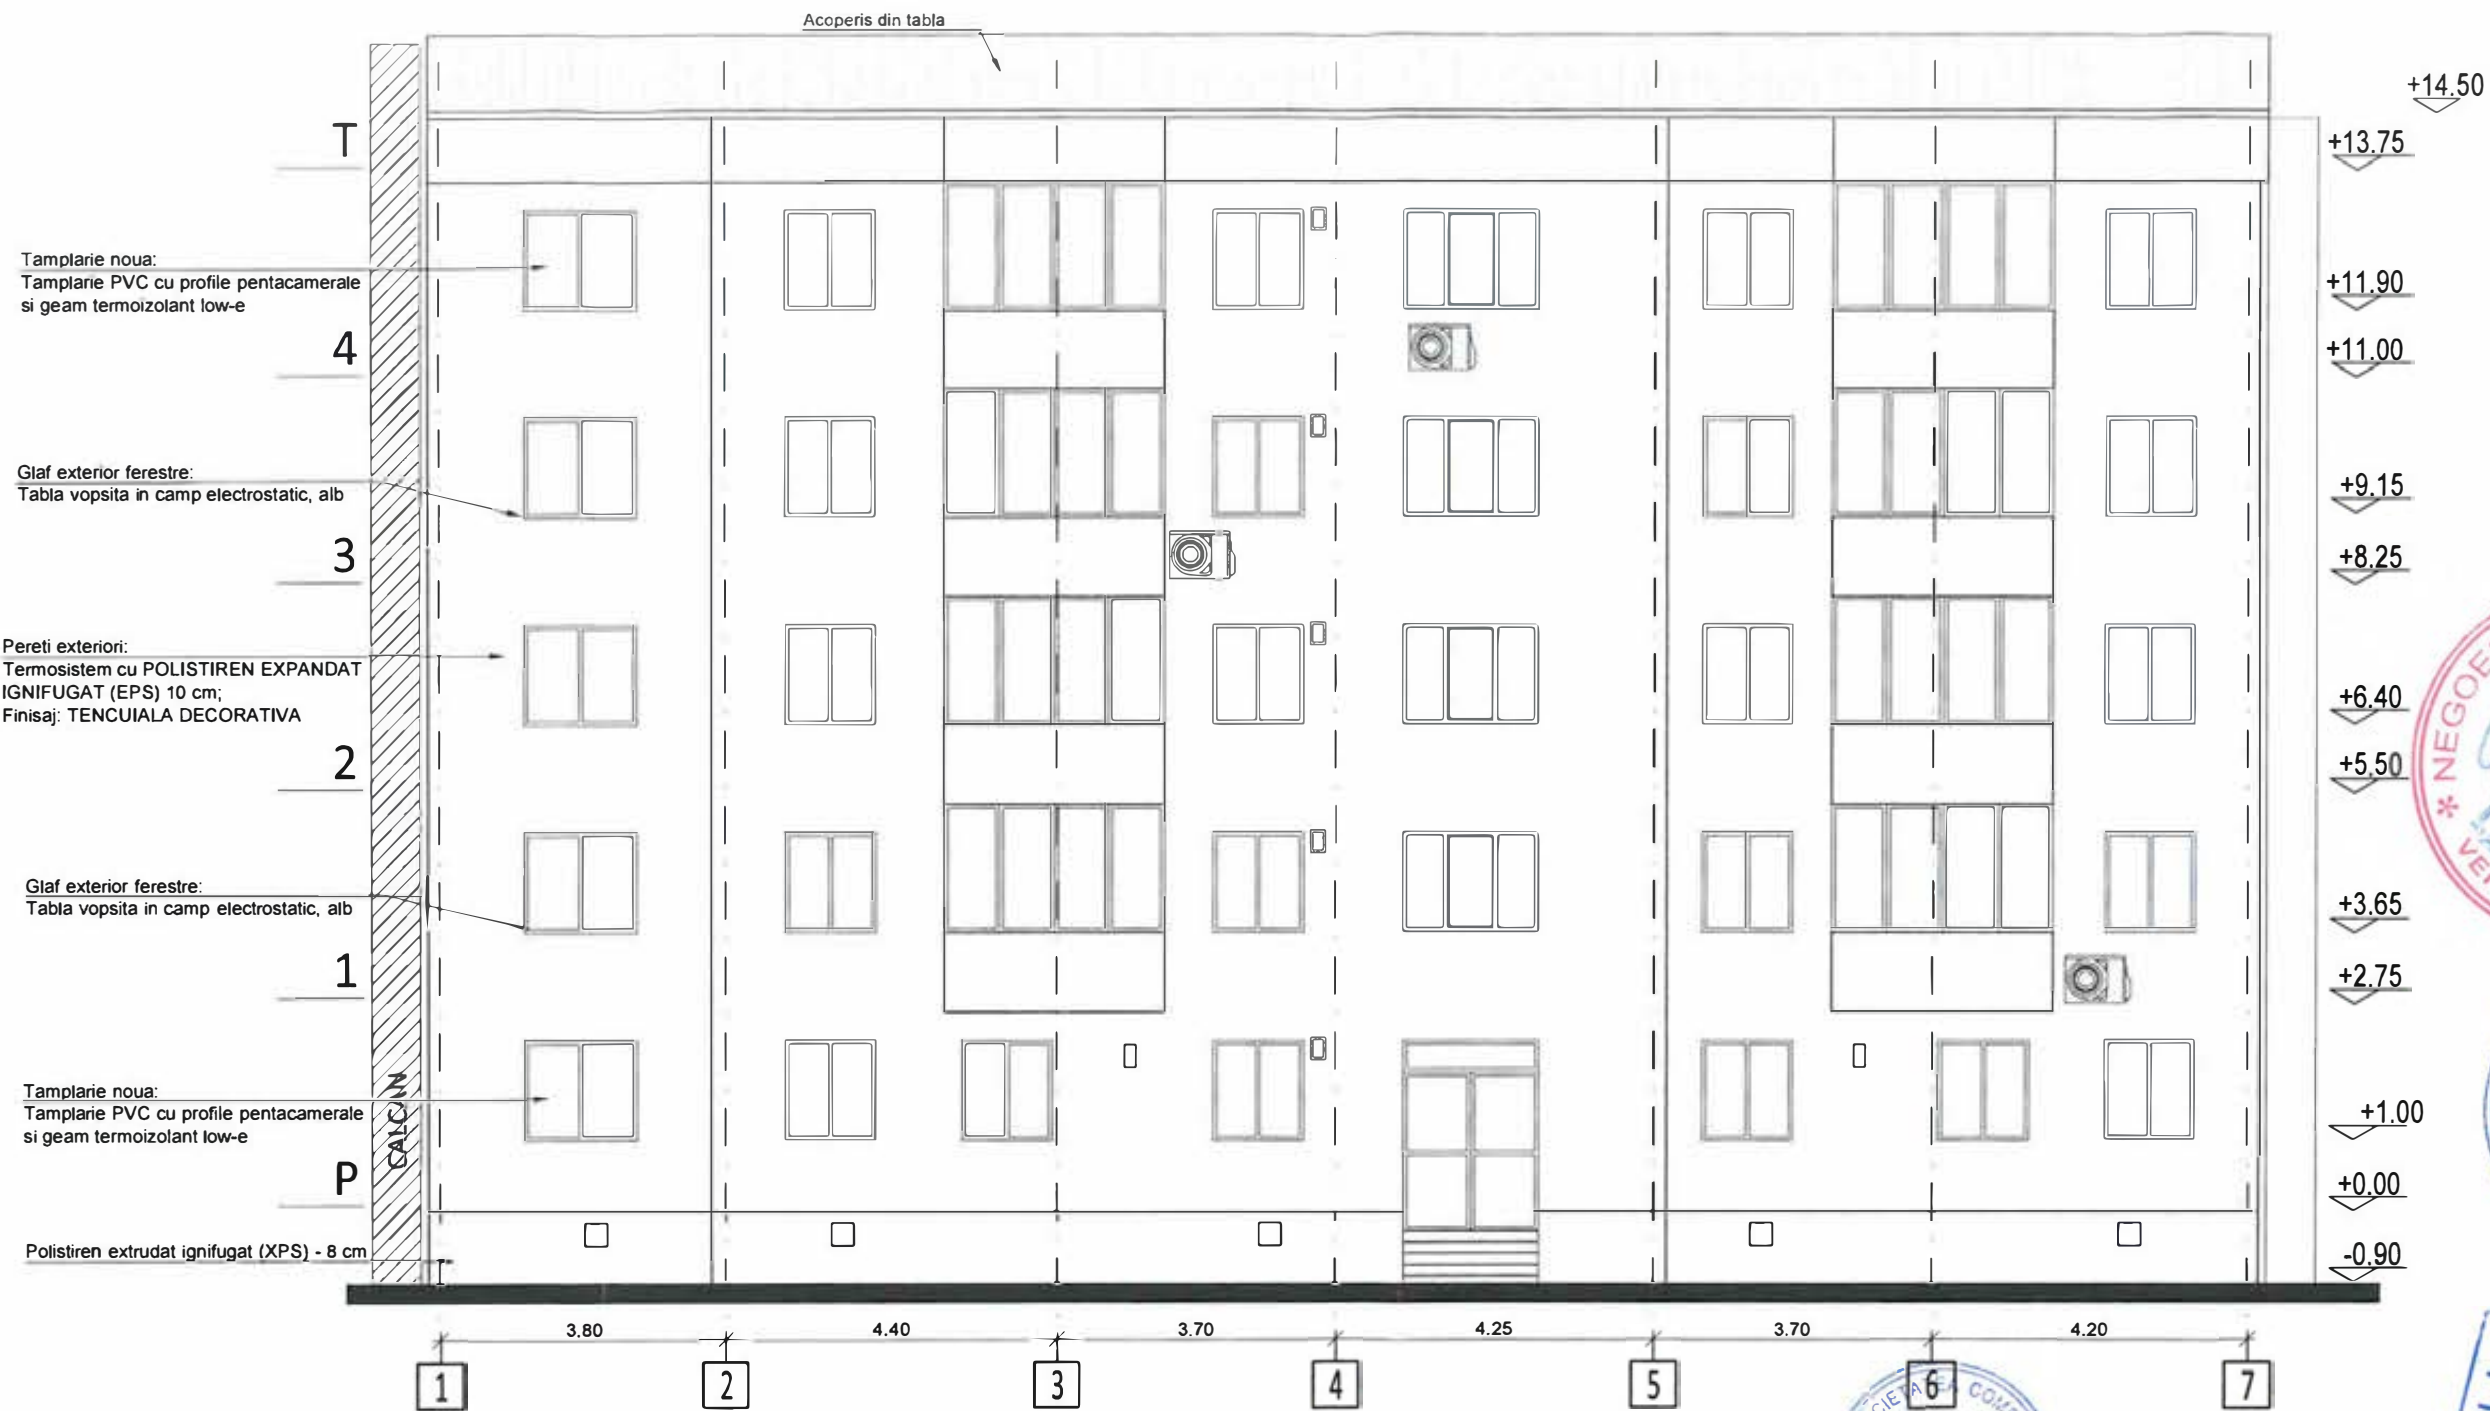 Acoperis din tabla
+14.50
T
+13.75
Tamplarie noua:
Tamplarie PVC cu profile pentacamerale
si geam termoizolant low-e
+11.90
4
+11.00
Glaf exterior ferestre:
Tabla vopsita in camp electrostatic, alb
+9.15
3
+8.25
Pereti exteriori:
Termosistem cu POLISTIREN EXPANDAT
IGNIFUGAT (EPS) 10 cm;
Finisaj: TENCUIALA DECORATIVA
+6.40
2
+5,50
Glaf exterior ferestre:
Tabla vopsita in camp electrostatic, alb
+3.65
1
+2.75
Tamplarie noua:
Tamplarie PVC cu profile pentacamerale
si geam termoizolant low-e
CALCAN
+1.00
P
+0.00
Polistiren extrudat ignifugat (XPS) - 8 cm
-0.90
3.80 4.40 3.70 4.25 3.70 4.20
1 2 3 4 5 6 7